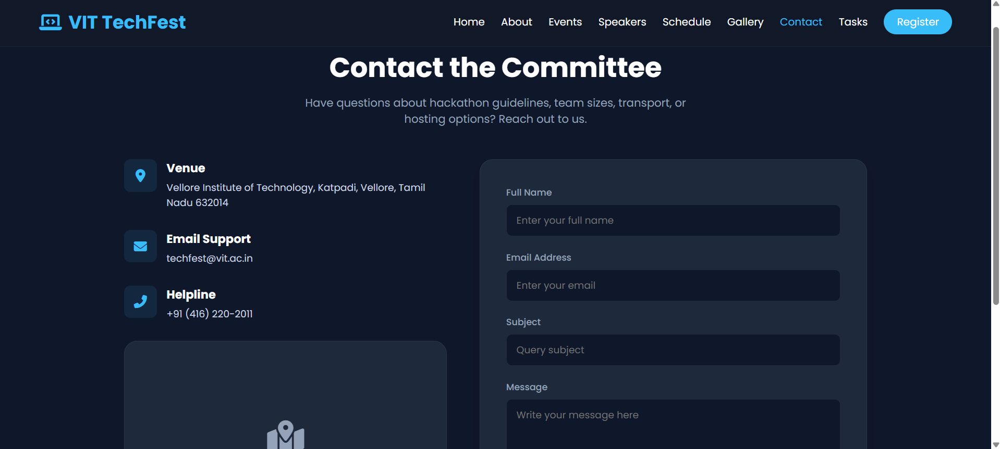 VIT TechFest
Home
About
Events
Speakers
Schedule
Gallery
Contact
Tasks
Register
Contact the Committee
Have questions about hackathon guidelines, team sizes, transport, or
hosting options? Reach out to us.
Venue
Vellore Institute of Technology, Katpadi, Vellore, Tamil
Nadu 632014
Email Support
techfest@vit.ac.in
Helpline
+91 (416) 220-2011
Full Name
Enter your full name
Email Address
Enter your email
Subject
Query subject
Message
Write your message here